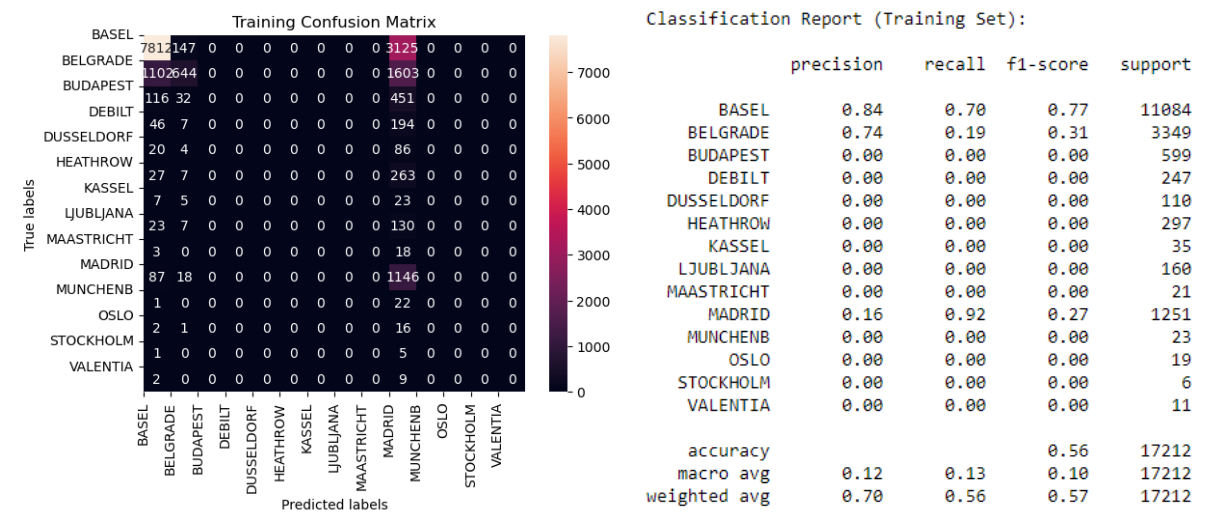 Training Confusion Matrix
True labels
BASEL 7812 147 0 0 0 0 0 0 0 3125 0 0 0 0
BELGRADE 1102 644 0 0 0 0 0 0 0 1603 0 0 0 0
BUDAPEST 116 32 0 0 0 0 0 0 0 451 0 0 0 0
DEBILT 46 7 0 0 0 0 0 0 0 194 0 0 0 0
DUSSELDORF 20 4 0 0 0 0 0 0 0 86 0 0 0 0
HEATHROW 27 7 0 0 0 0 0 0 0 263 0 0 0 0
KASSEL 7 5 0 0 0 0 0 0 0 23 0 0 0 0
LJUBLJANA 23 7 0 0 0 0 0 0 0 130 0 0 0 0
MAASTRICHT 3 0 0 0 0 0 0 0 0 18 0 0 0 0
MADRID 87 18 0 0 0 0 0 0 0 1146 0 0 0 0
MUNCHENB 1 0 0 0 0 0 0 0 0 22 0 0 0 0
OSLO 2 1 0 0 0 0 0 0 0 16 0 0 0 0
STOCKHOLM 1 0 0 0 0 0 0 0 0 5 0 0 0 0
VALENTIA 2 0 0 0 0 0 0 0 0 9 0 0 0 0
BASEL
BELGRADE
BUDAPEST
DEBILT
DUSSELDORF
HEATHROW
KASSEL
LJUBLJANA
MAASTRICHT
MADRID
MUNCHENB
OSLO
STOCKHOLM
VALENTIA
Predicted labels
7000
6000
5000
4000
3000
2000
1000
0
Classification Report (Training Set):
precision recall f1-score support
BASEL 0.84 0.70 0.77 11084
BELGRADE 0.74 0.19 0.31 3349
BUDAPEST 0.00 0.00 0.00 599
DEBILT 0.00 0.00 0.00 247
DUSSELDORF 0.00 0.00 0.00 110
HEATHROW 0.00 0.00 0.00 297
KASSEL 0.00 0.00 0.00 35
LJUBLJANA 0.00 0.00 0.00 160
MAASTRICHT 0.00 0.00 0.00 21
MADRID 0.16 0.92 0.27 1251
MUNCHENB 0.00 0.00 0.00 23
OSLO 0.00 0.00 0.00 19
STOCKHOLM 0.00 0.00 0.00 6
VALENTIA 0.00 0.00 0.00 11
accuracy 0.56 17212
macro avg 0.12 0.13 0.10 17212
weighted avg 0.70 0.56 0.57 17212